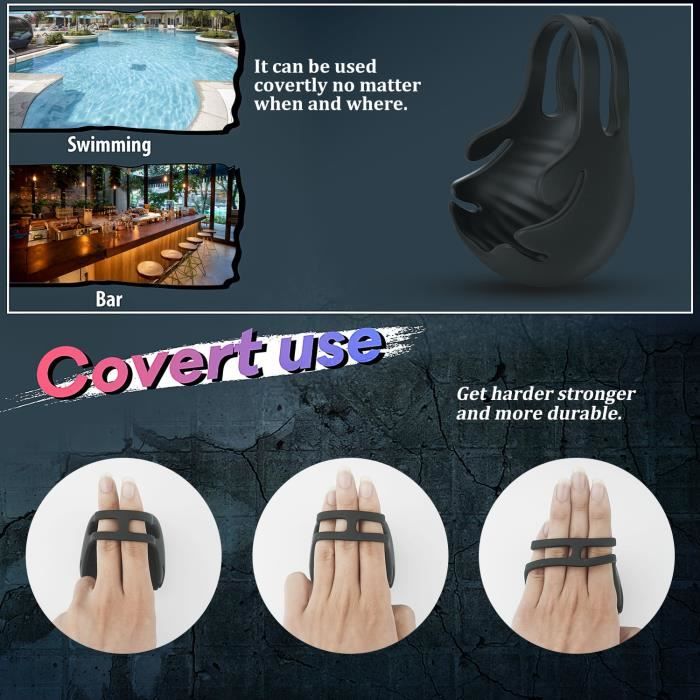 It can be used
covertly no matter
when and where.
Swimming
Bar
Covert use
Get harder stronger
and more durable.